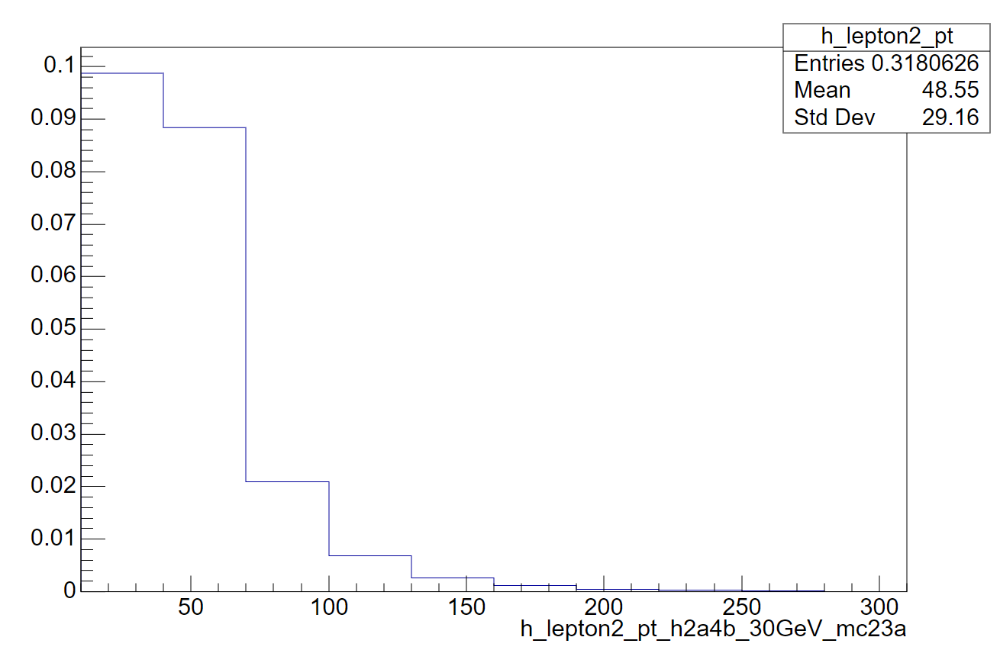 h_lepton2_pt
Entries 0.3180626
Mean 48.55
Std Dev 29.16
0.1
0.09
0.08
0.07
0.06
0.05
0.04
0.03
0.02
0.01
0
50 100 150 200 250 300
h_lepton2_pt_h2a4b_30GeV_mc23a